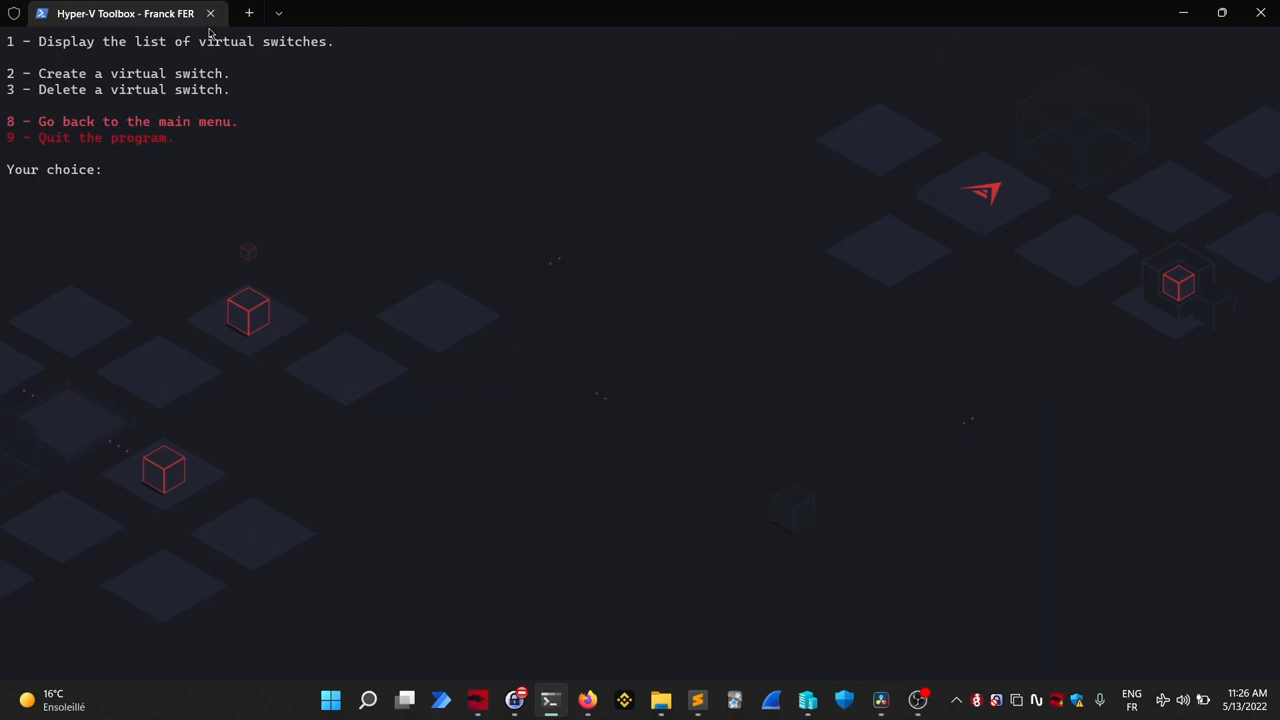 Hyper-V Toolbox - Franck FER
1 - Display the list of virtual switches.
2 - Create a virtual switch.
3 - Delete a virtual switch.
8 - Go back to the main menu.
9 - Quit the program.
Your choice:
16°C
Ensoleillé
ENG
FR
11:26 AM
5/13/2022